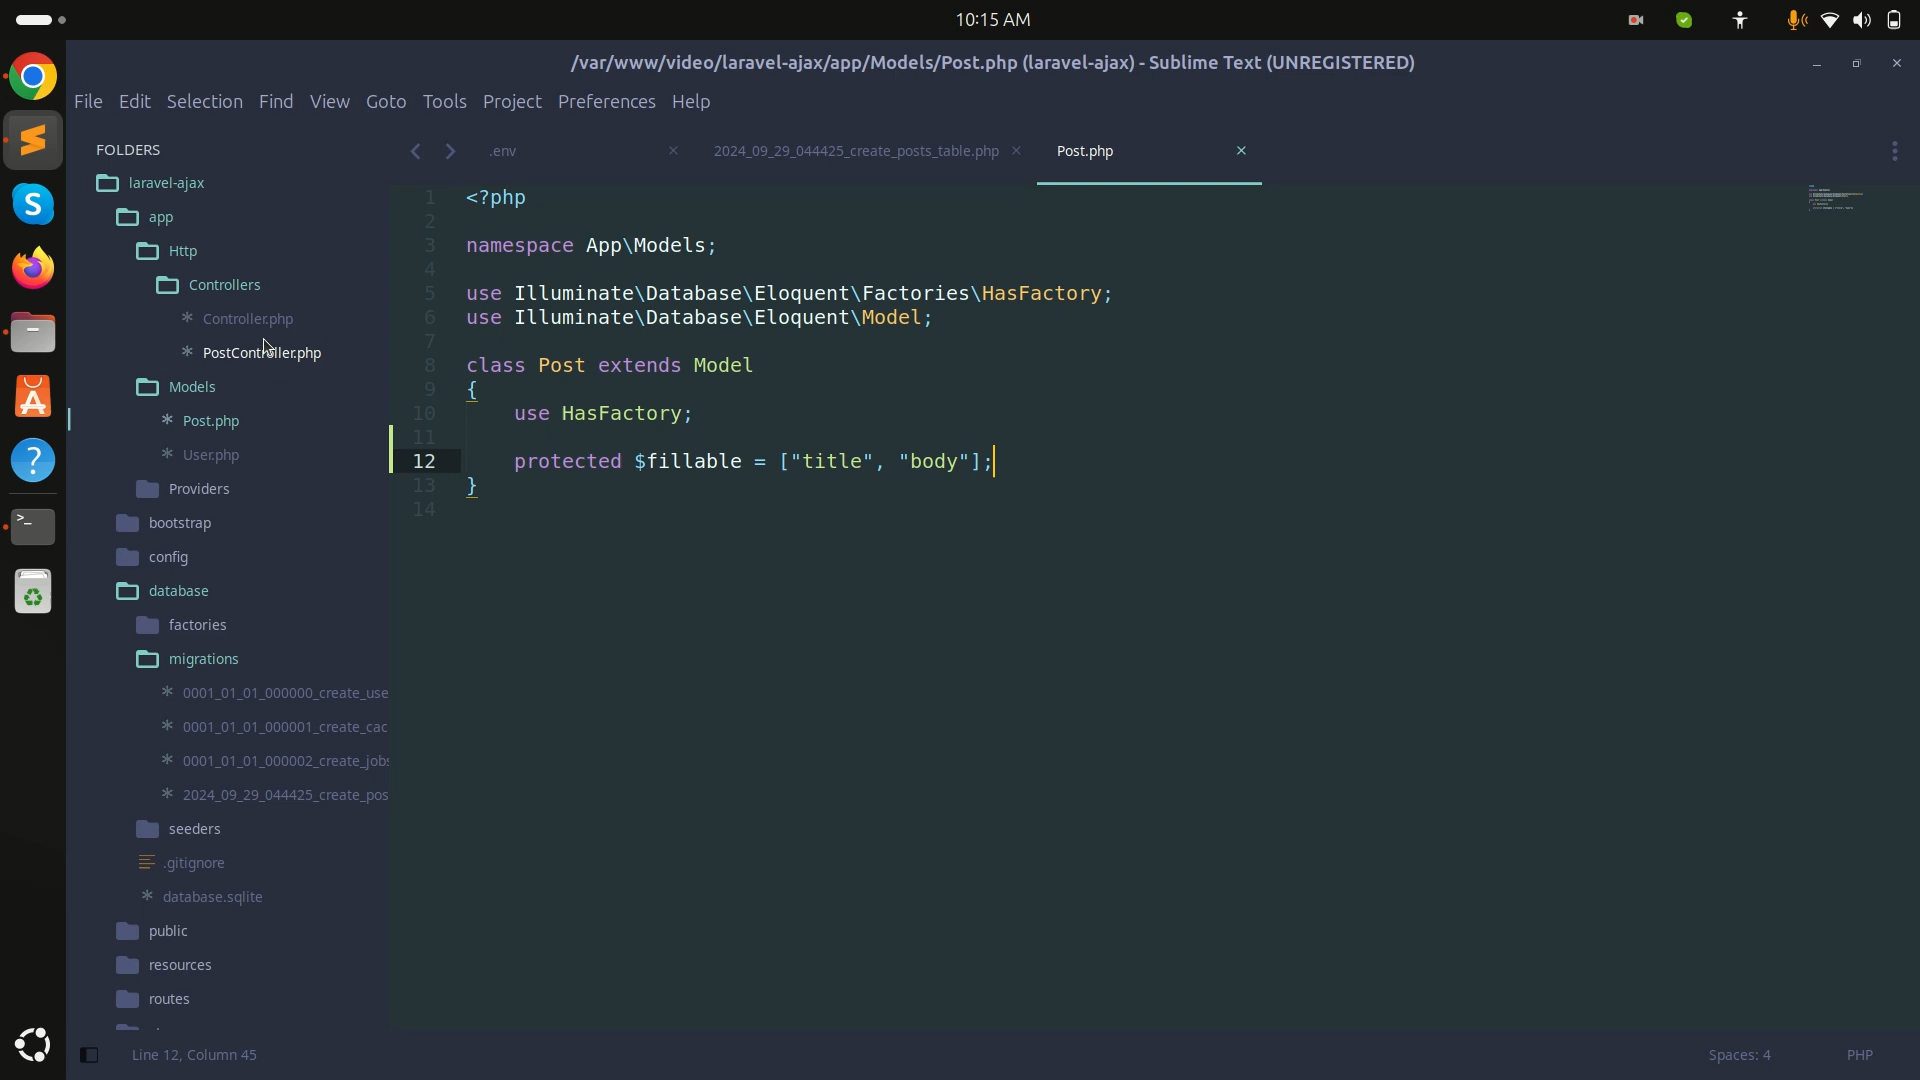 10:15 AM
/var/www/video/laravel-ajax/app/Models/Post.php (laravel-ajax) - Sublime Text (UNREGISTERED)
File Edit Selection Find View Goto Tools Project Preferences Help
FOLDERS
laravel-ajax
app
Http
Controllers
Controller.php
PostController.php
Models
Post.php
User.php
Providers
bootstrap
config
database
factories
migrations
0001_01_01_000000_create_use
0001_01_01_000001_create_cac
0001_01_01_000002_create_jobs
2024_09_29_044425_create_pos
seeders
.gitignore
database.sqlite
public
resources
routes
.env 2024_09_29_044425_create_posts_table.php Post.php
1 <?php
2
3 namespace App\Models;
4
5 use Illuminate\Database\Eloquent\Factories\HasFactory;
6 use Illuminate\Database\Eloquent\Model;
7
8 class Post extends Model
9 {
10 use HasFactory;
11
12 protected $fillable = ["title", "body"];
13 }
14
Line 12, Column 45
Spaces: 4 PHP